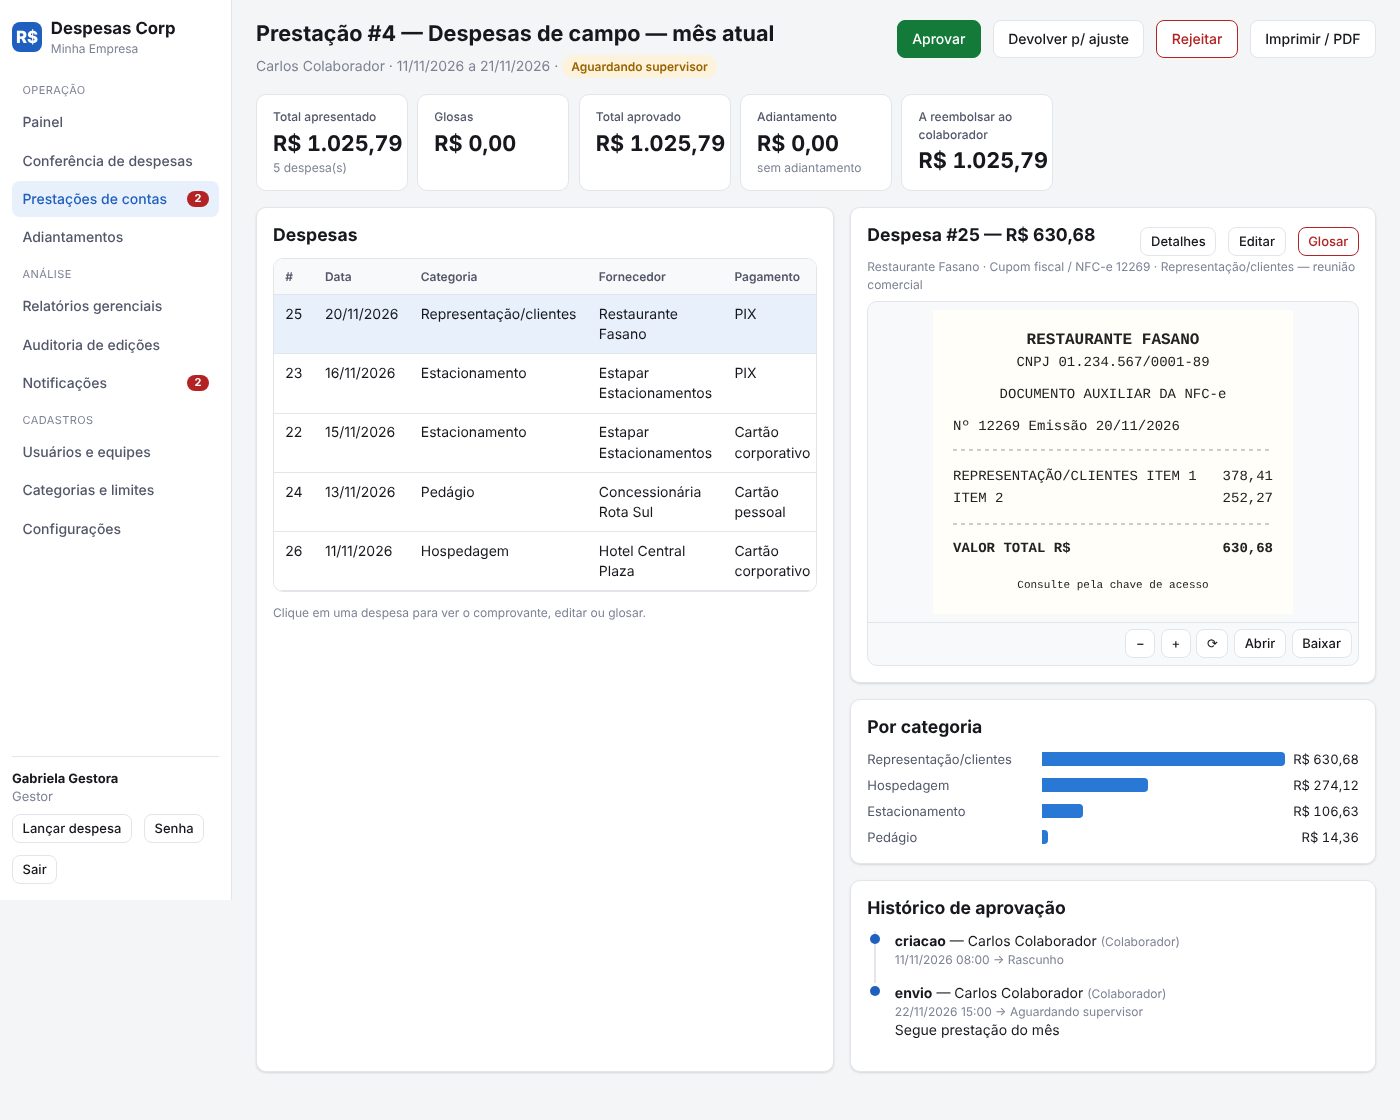 R$
Despesas Corp
Minha Empresa
OPERAÇÃO
Painel
Conferência de despesas
Prestações de contas 2
Adiantamentos
ANÁLISE
Relatórios gerenciais
Auditoria de edições
Notificações 2
CADASTROS
Usuários e equipes
Categorias e limites
Configurações
Gabriela Gestora
Gestor
Lançar despesa Senha
Sair
Prestação #4 — Despesas de campo — mês atual
Carlos Colaborador · 11/11/2026 a 21/11/2026 · Aguardando supervisor
Aprovar Devolver p/ ajuste Rejeitar Imprimir / PDF
Total apresentado
R$ 1.025,79
5 despesa(s)
Glosas
R$ 0,00
Total aprovado
R$ 1.025,79
Adiantamento
R$ 0,00
sem adiantamento
A reembolsar ao
colaborador
R$ 1.025,79
Despesas
# Data Categoria Fornecedor Pagamento
25 20/11/2026 Representação/clientes Restaurante PIX
Fasano
23 16/11/2026 Estacionamento Estapar PIX
Estacionamentos
22 15/11/2026 Estacionamento Estapar Cartão
Estacionamentos corporativo
24 13/11/2026 Pedágio Concessionária Cartão
Rota Sul pessoal
26 11/11/2026 Hospedagem Hotel Central Cartão
Plaza corporativo
Clique em uma despesa para ver o comprovante, editar ou glosar.
Despesa #25 — R$ 630,68
Detalhes Editar Glosar
Restaurante Fasano · Cupom fiscal / NFC-e 12269 · Representação/clientes — reunião
comercial
RESTAURANTE FASANO
CNPJ 01.234.567/0001-89
DOCUMENTO AUXILIAR DA NFC-e
Nº 12269 Emissão 20/11/2026
REPRESENTAÇÃO/CLIENTES ITEM 1 378,41
ITEM 2 252,27
VALOR TOTAL R$ 630,68
Consulte pela chave de acesso
− + ⟳ Abrir Baixar
Por categoria
Representação/clientes R$ 630,68
Hospedagem R$ 274,12
Estacionamento R$ 106,63
Pedágio R$ 14,36
Histórico de aprovação
criacao — Carlos Colaborador (Colaborador)
11/11/2026 08:00 → Rascunho
envio — Carlos Colaborador (Colaborador)
22/11/2026 15:00 → Aguardando supervisor
Segue prestação do mês